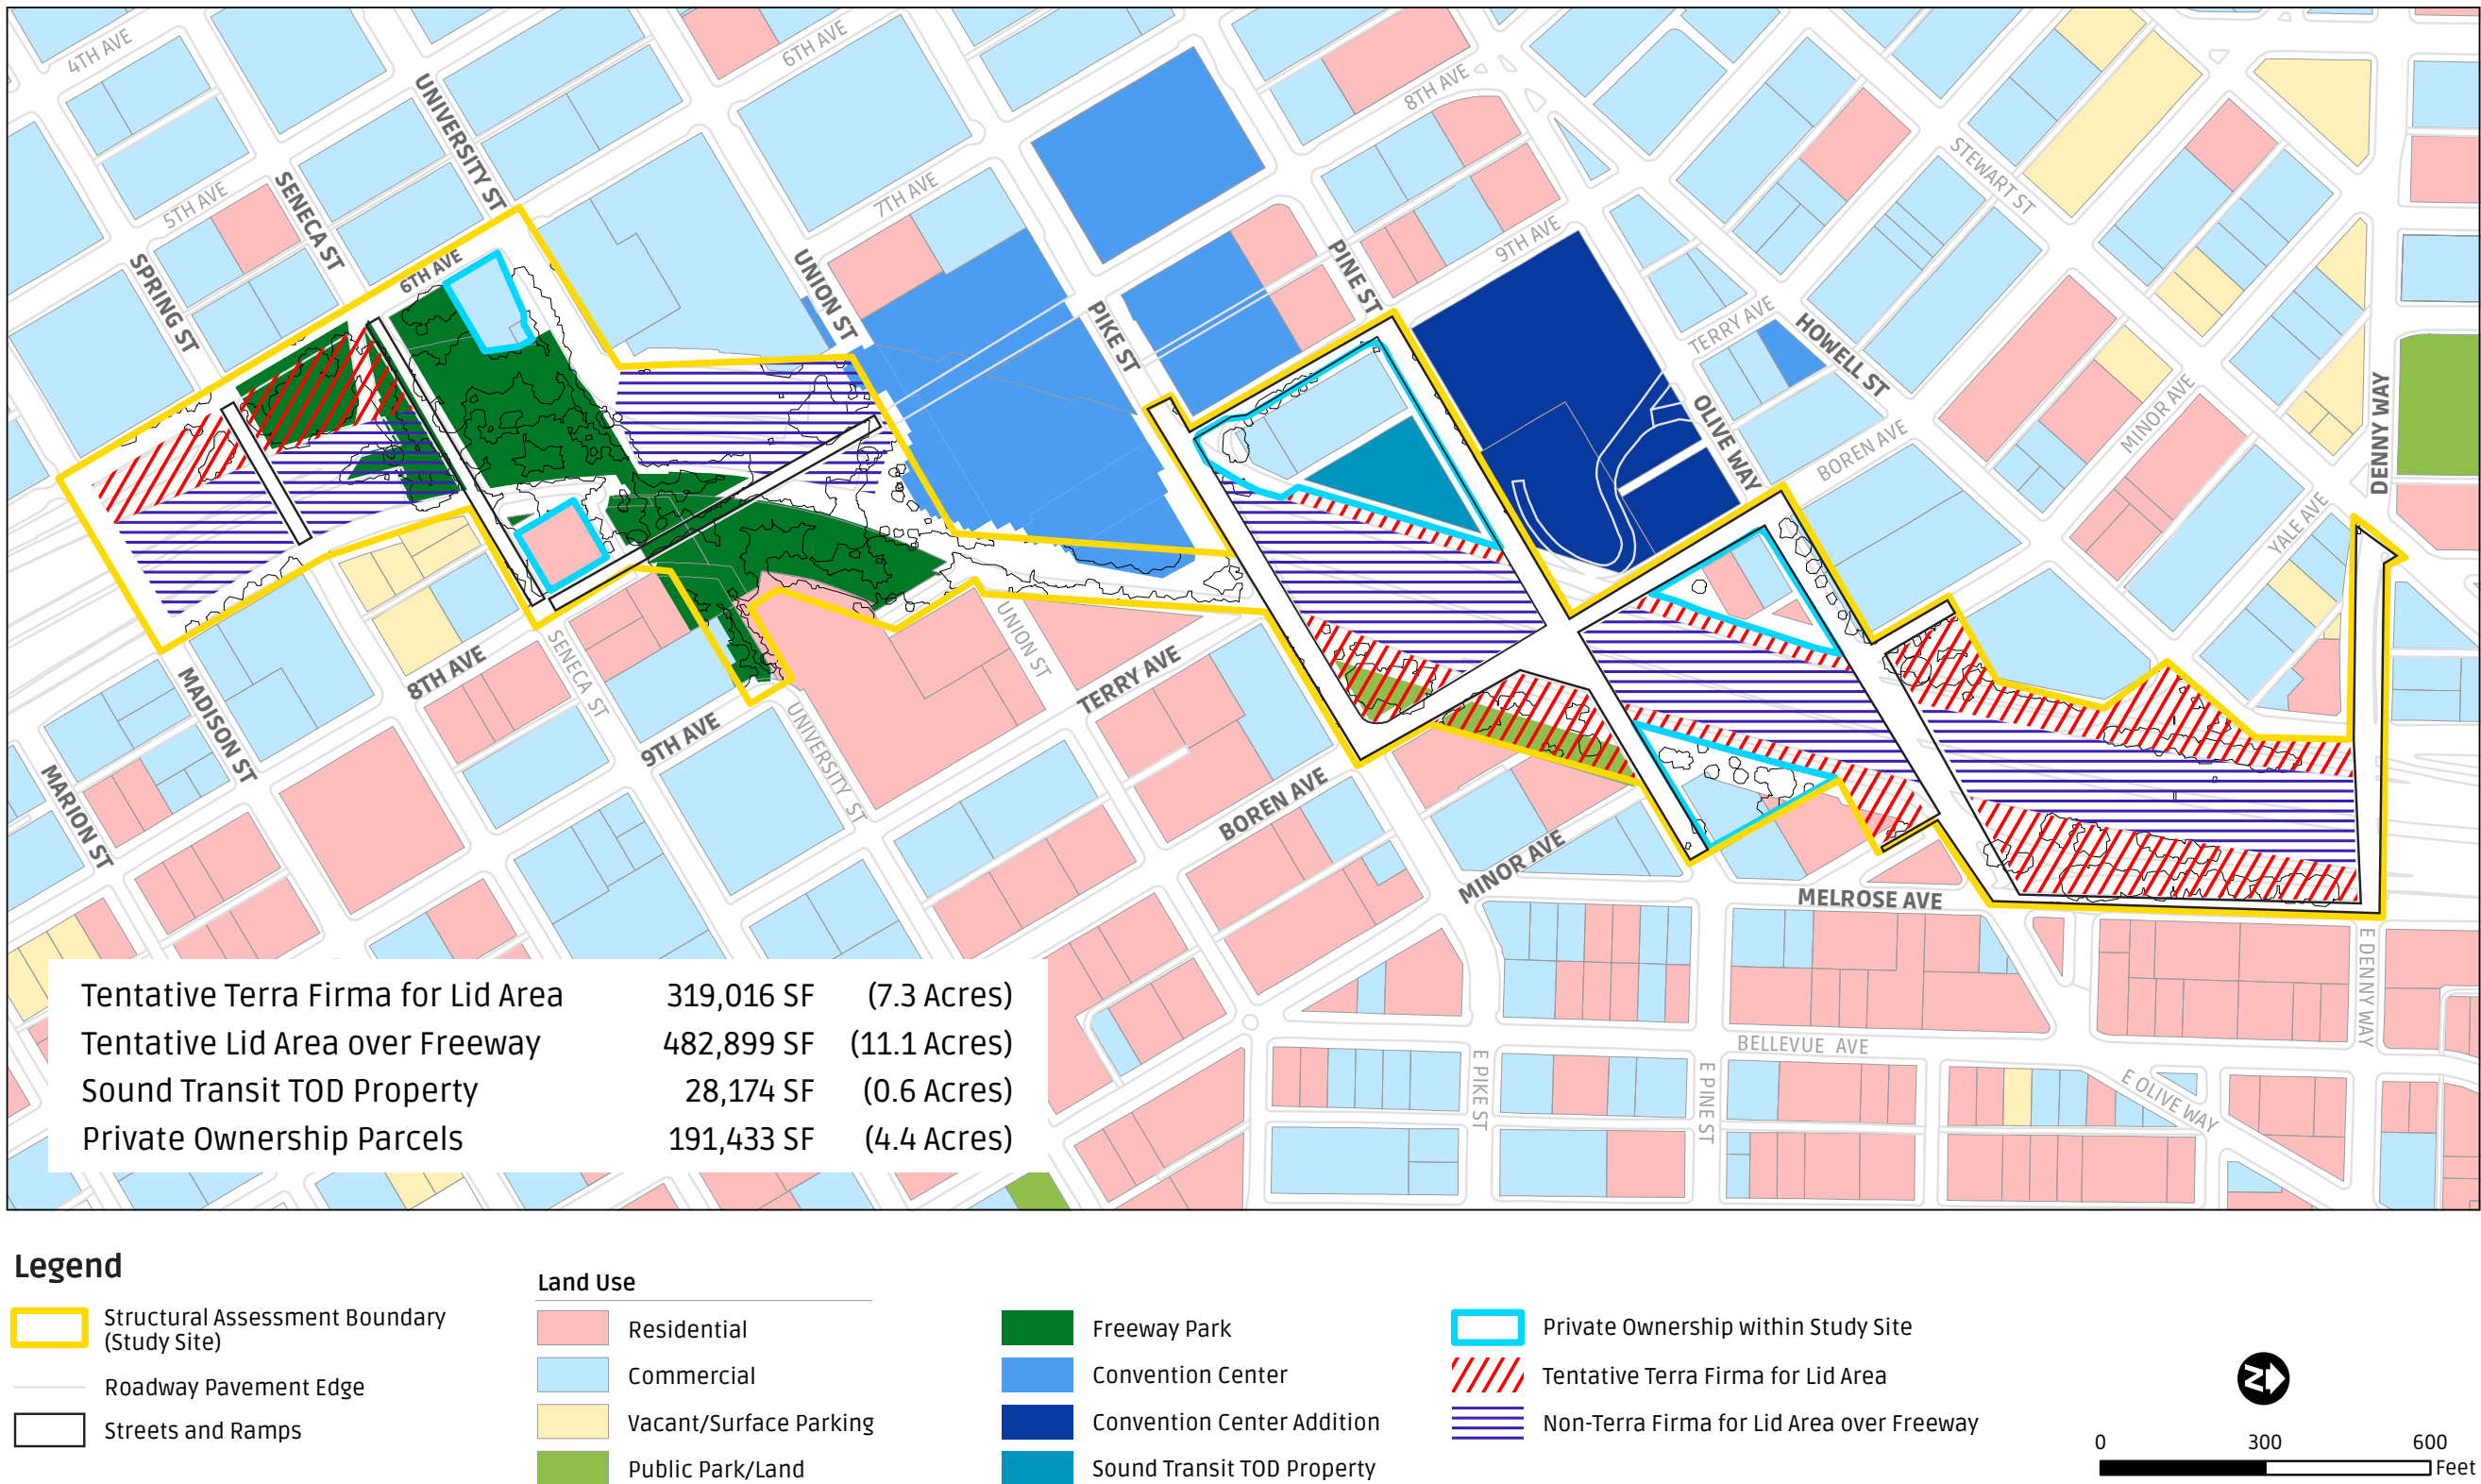 4TH AVE
UNIVERSITY ST
6TH AVE
8TH AVE
5TH AVE
SENECA ST
7TH AVE
STEWART ST
SPRING ST
6TH AVE
UNION ST
PIKE ST
PINE ST
9TH AVE
TERRY AVE
HOWELL ST
OLIVE WAY
BOREN AVE
MINOR AVE
DENNY WAY
YALE AVE
MARION ST
MADISON ST
8TH AVE
SENECA ST
9TH AVE
UNIVERSITY ST
UNION ST
TERRY AVE
BOREN AVE
MINOR AVE
MELROSE AVE
E DENNY WAY
BELLEVUE AVE
E PIKE ST
E PINE ST
E OLIVE WAY
Tentative Terra Firma for Lid Area 319,016 SF (7.3 Acres)
Tentative Lid Area over Freeway 482,899 SF (11.1 Acres)
Sound Transit TOD Property 28,174 SF (0.6 Acres)
Private Ownership Parcels 191,433 SF (4.4 Acres)
Legend
Structural Assessment Boundary
(Study Site)
Roadway Pavement Edge
Streets and Ramps
Land Use
Residential
Commercial
Vacant/Surface Parking
Public Park/Land
Freeway Park
Convention Center
Convention Center Addition
Sound Transit TOD Property
Private Ownership within Study Site
Tentative Terra Firma for Lid Area
Non-Terra Firma for Lid Area over Freeway
N
0 300 600
Feet